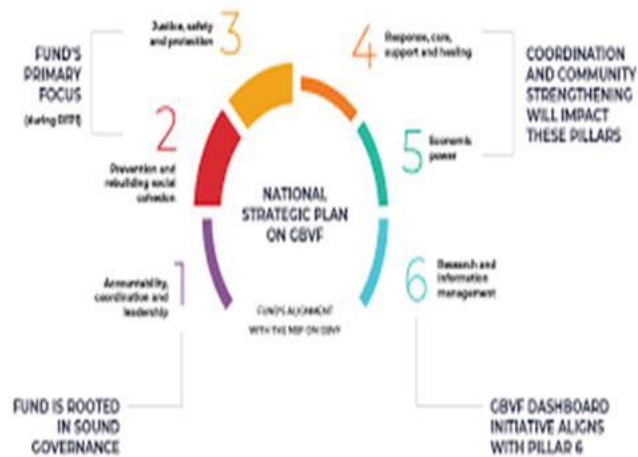 FUND'S
PRIMARY
FOCUS
3
Justice, safety
and protection
4
Response, care,
support and healing
COORDINATION
AND COMMUNITY
STRENGTHENING
WILL IMPACT
THESE PILLARS
2
Prevention and
rebuilding social
cohesion
5
Economic
power
NATIONAL
STRATEGIC PLAN
ON GBVF
1
Accountability,
coordination and
leadership
6
Research and
information
management
FUND'S ALIGNMENT
WITH THE NSP ON GBVF
FUND IS ROOTED
IN SOUND
GOVERNANCE
GBVF DASHBOARD
INITIATIVE ALIGNS
WITH PILLAR 6